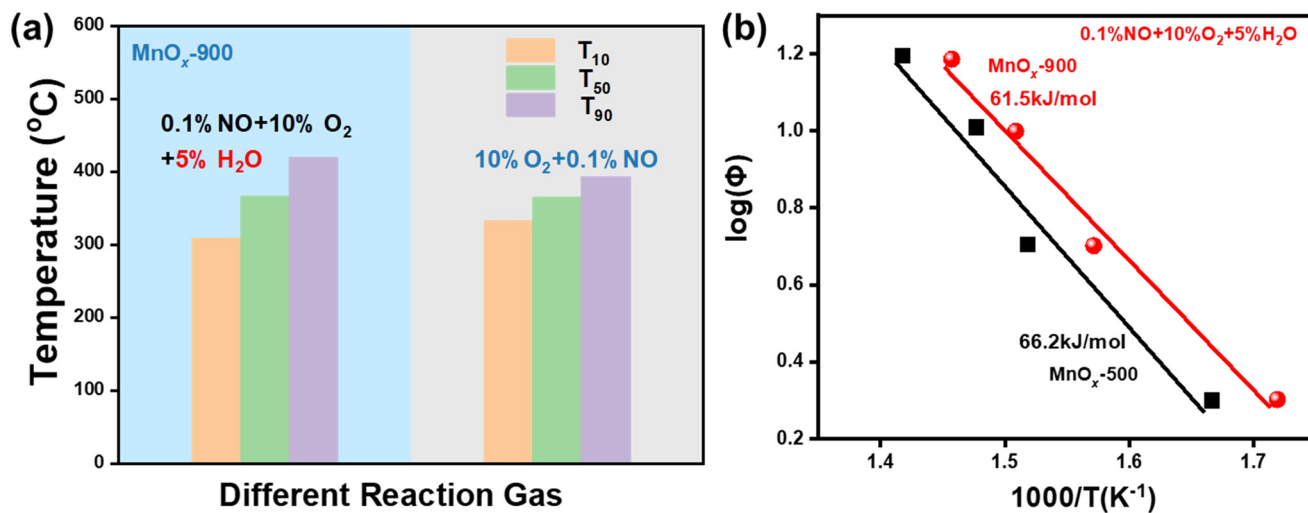 (a)
600
500
400
300
200
100
0
Temperature (°C)
MnOₓ-900
0.1% NO+10% O₂
+5% H₂O
T₁₀
T₅₀
T₉₀
10% O₂+0.1% NO
Different Reaction Gas
(b)
1.2
1.0
0.8
0.6
0.4
0.2
log(Φ)
0.1%NO+10%O₂+5%H₂O
MnOₓ-900
61.5kJ/mol
66.2kJ/mol
MnOₓ-500
1.4
1.5
1.6
1.7
1000/T(K⁻¹)